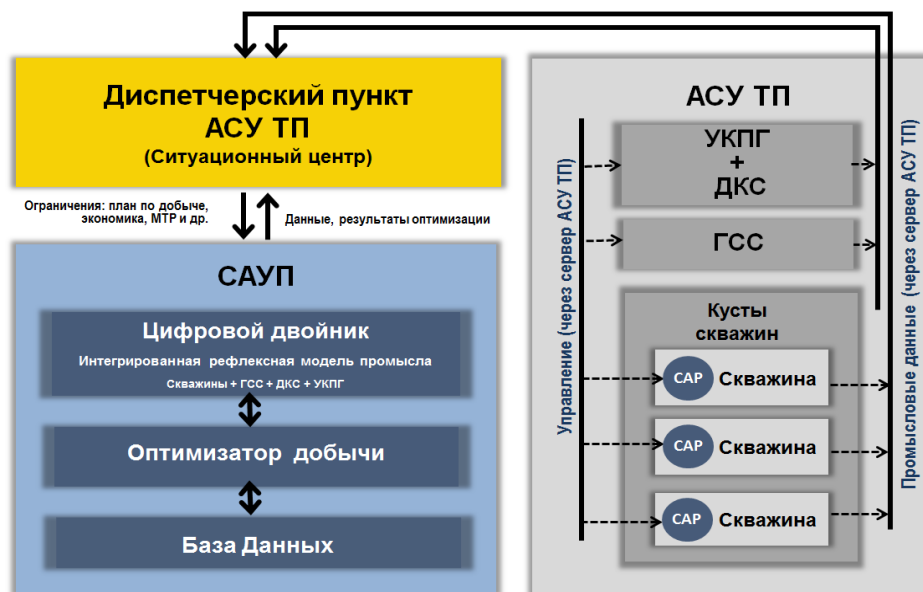 Диспетчерский пункт
АСУ ТП
(Ситуационный центр)
Ограничения: план по добыче,
экономика, МТР и др.
Данные, результаты оптимизации
САУП
Цифровой двойник
Интегрированная рефлексная модель промысла
Скважины + ГСС + ДКС + УКПГ
Оптимизатор добычи
База Данных
АСУ ТП
Управление (через сервер АСУ ТП)
УКПГ
+
ДКС
ГСС
Кусты
скважин
САР Скважина
САР Скважина
САР Скважина
Промысловые данные (через сервер АСУ ТП)